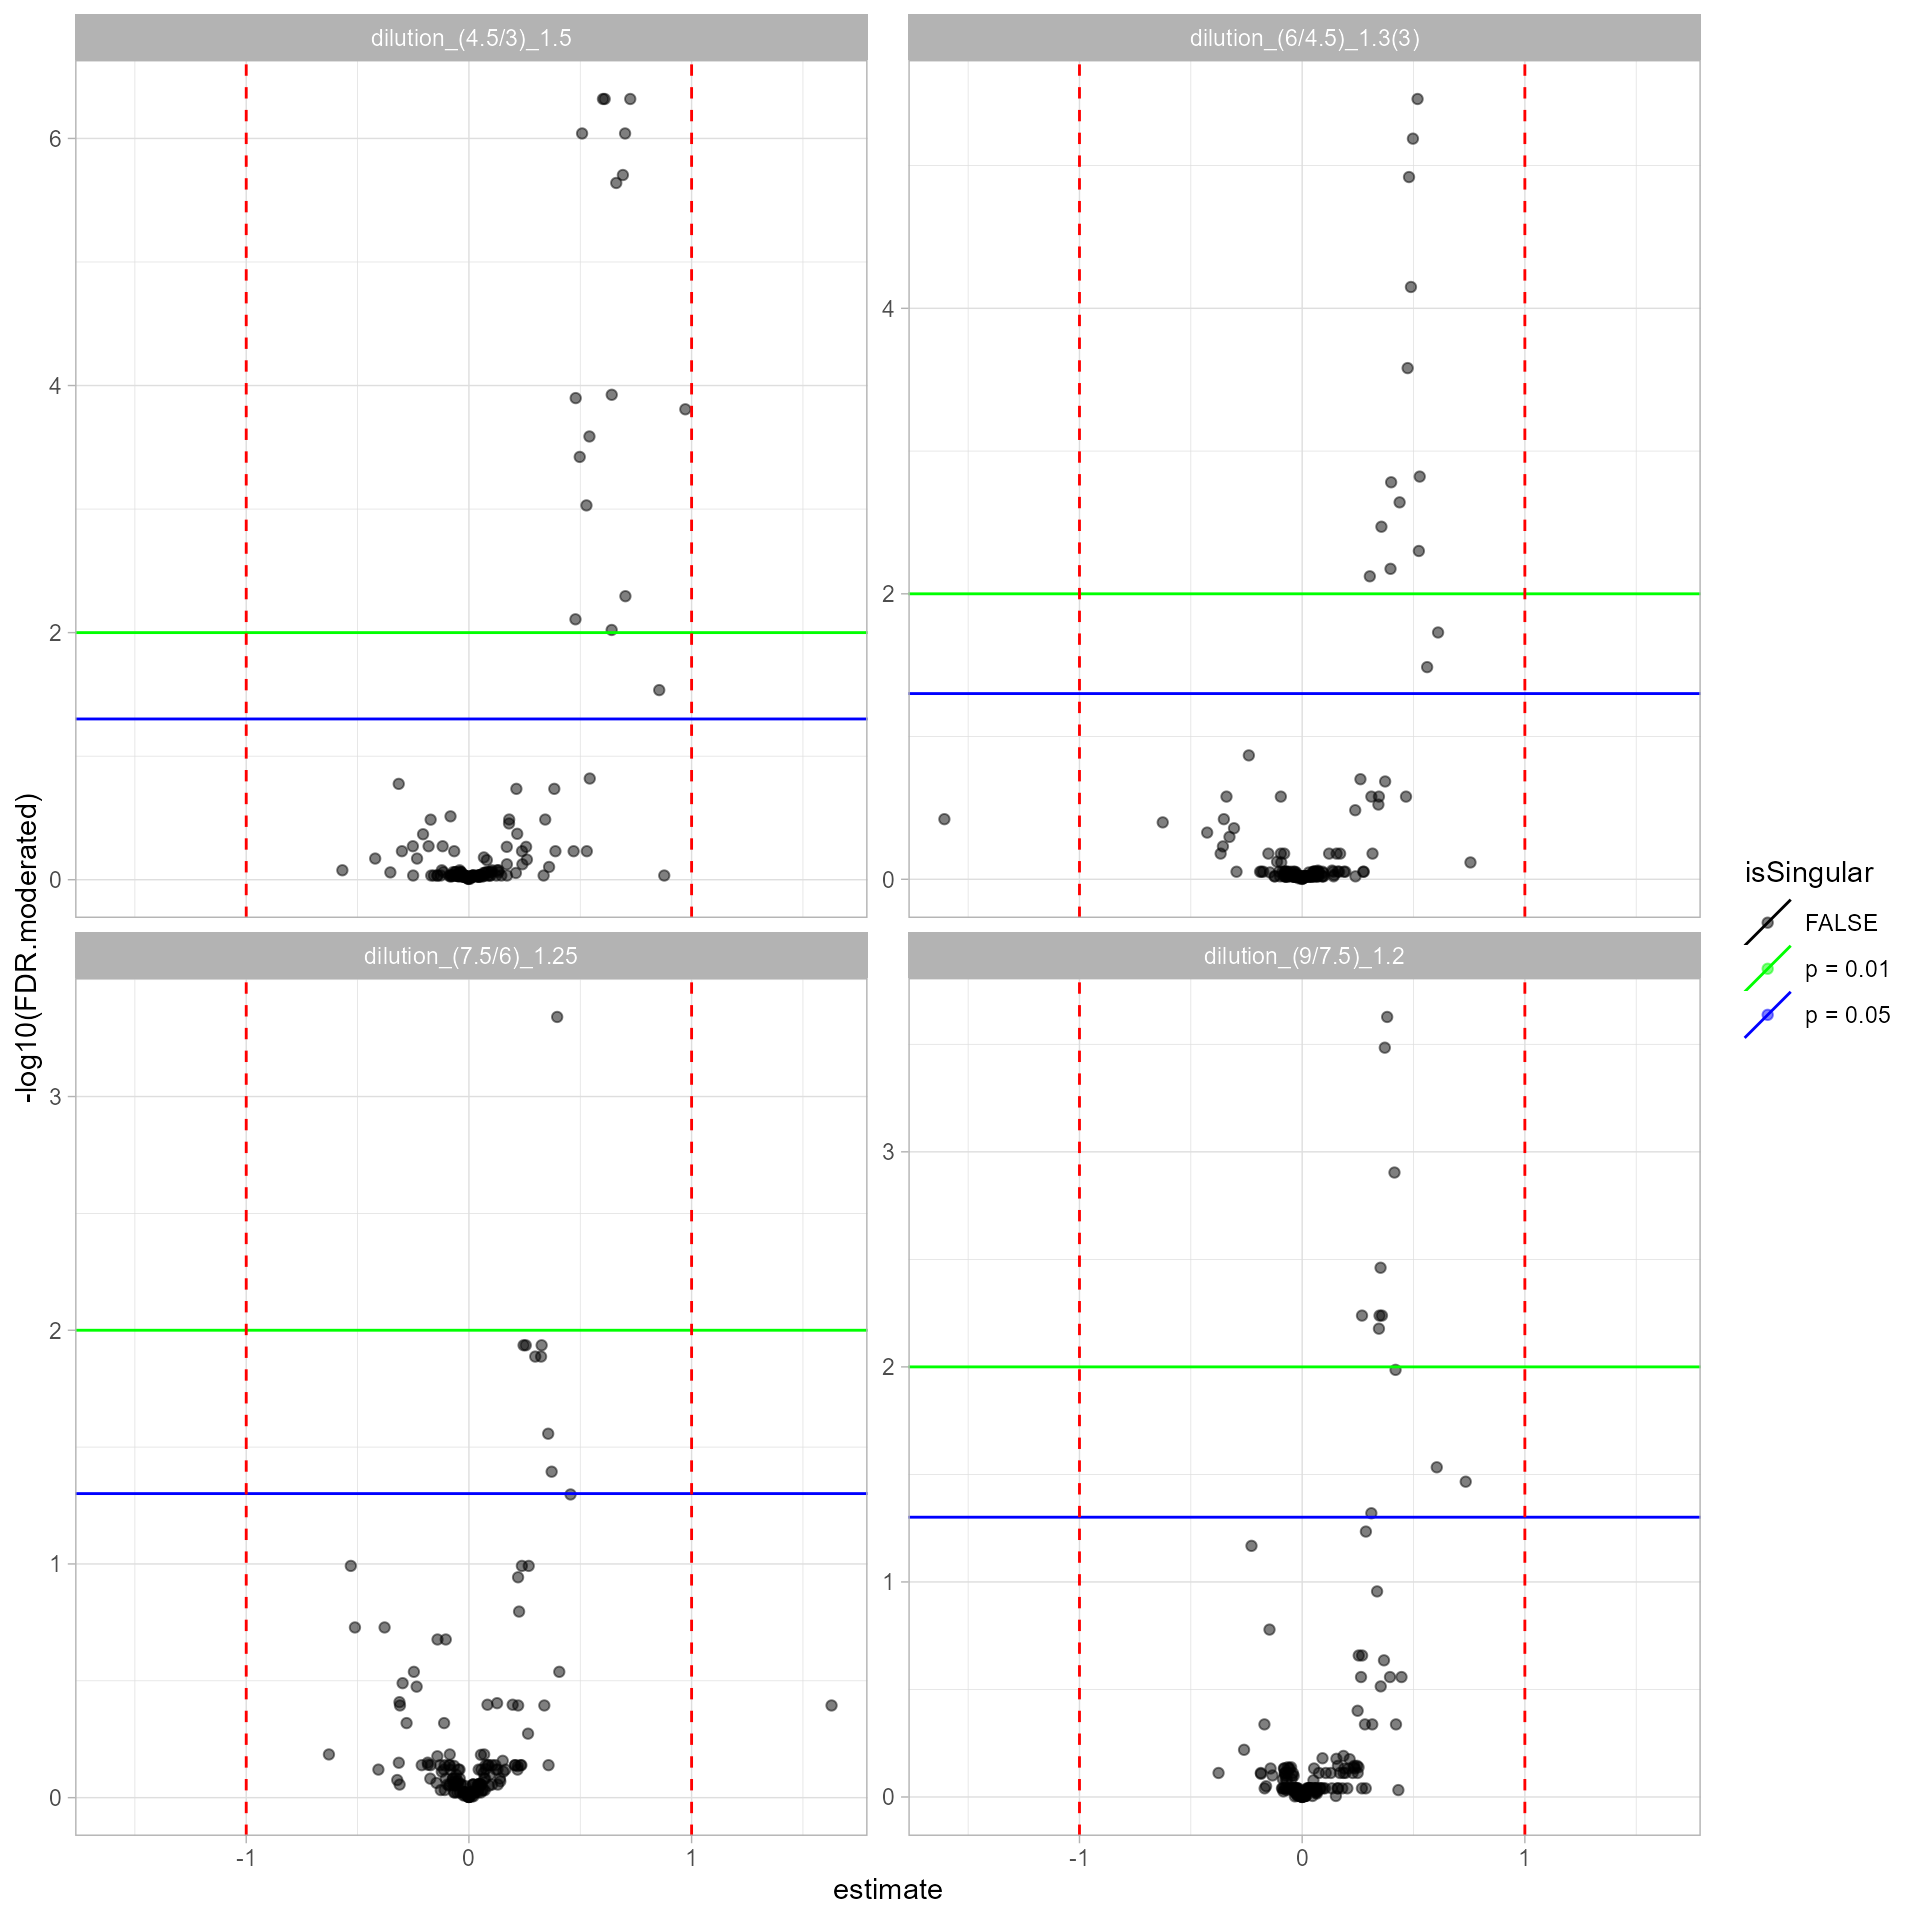 dilution_(4.5/3)_1.5
dilution_(6/4.5)_1.3(3)
6
4
2
0
4
2
0
dilution_(7.5/6)_1.25
dilution_(9/7.5)_1.2
3
2
1
0
3
2
1
0
-1
0
1
-1
0
1
estimate
-log10(FDR.moderated)
isSingular
FALSE
p = 0.01
p = 0.05